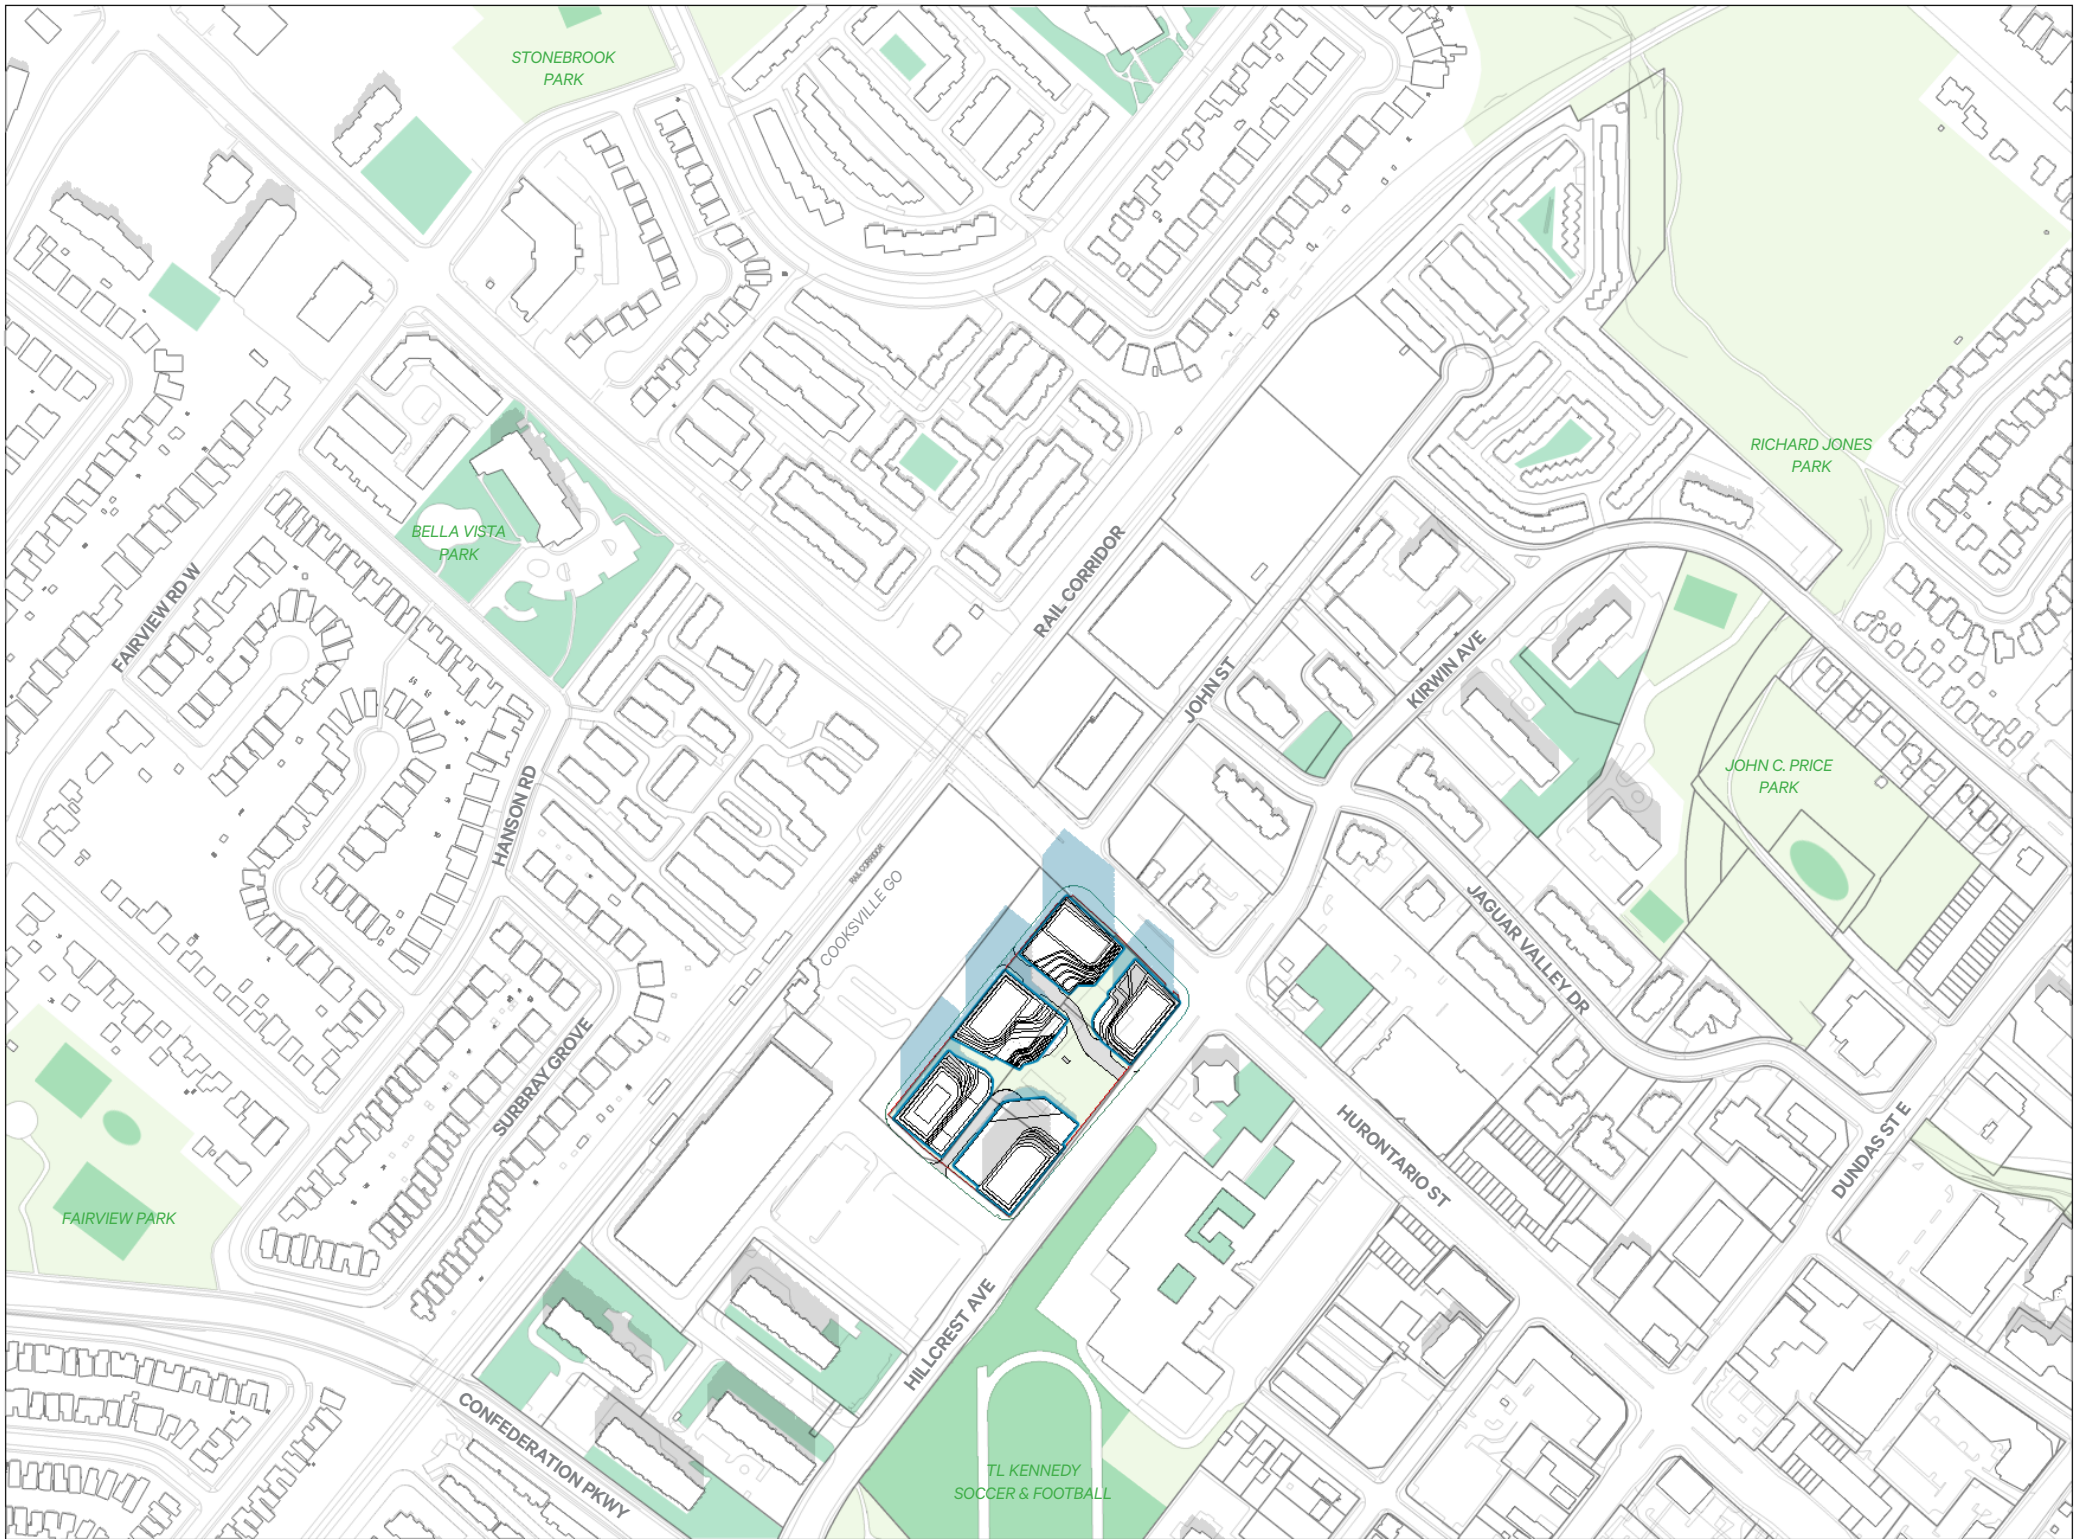 STONEBROOK
PARK
RICHARD JONES
PARK
BELLA VISTA
PARK
RAIL CORRIDOR
FAIRVIEW RD W
JOHN ST
KIRWIN AVE
JOHN C. PRICE
PARK
HANSON RD
RAIL CORRIDOR
COOKSVILLE GO
JAGUAR VALLEY DR
SURBRAY GROVE
HURONTARIO ST
DUNDAS ST E
FAIRVIEW PARK
HILLCREST AVE
CONFEDERATION PKWY
TL KENNEDY
SOCCER & FOOTBALL